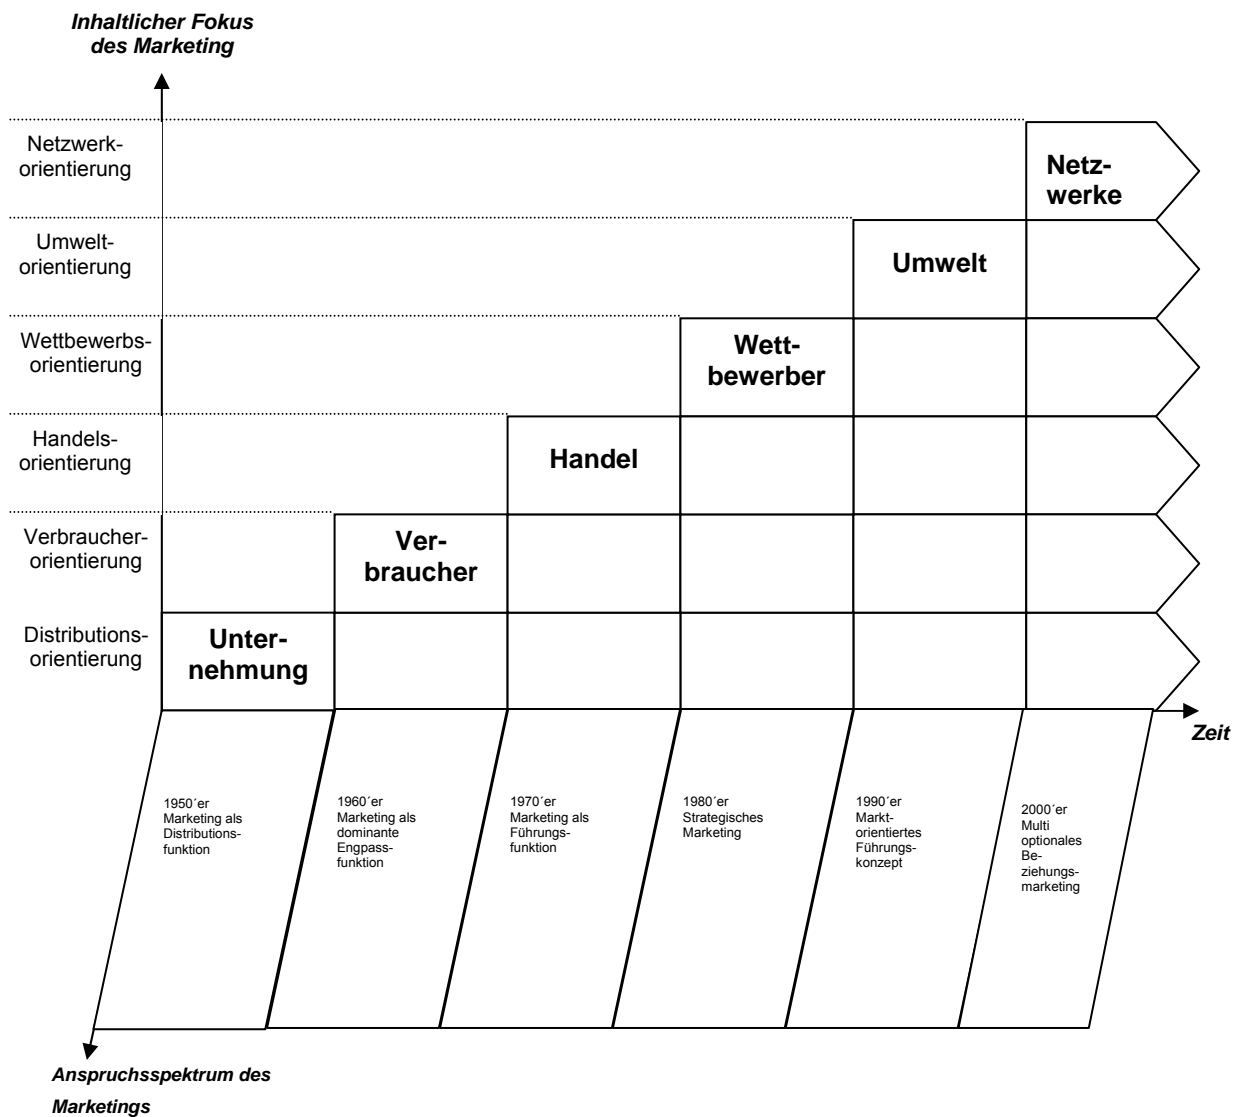 Inhaltlicher Fokus
des Marketing
Netzwerk-
orientierung
Netz-
werke
Umwelt-
orientierung
Umwelt
Wettbewerbs-
orientierung
Wett-
bewerber
Handels-
orientierung
Handel
Verbraucher-
orientierung
Ver-
braucher
Distributions-
orientierung
Unter-
nehmung
Zeit
1950´er
Marketing als
Distributions-
funktion
1960´er
Marketing als
dominante
Engpass-
funktion
1970´er
Marketing als
Führungs-
funktion
1980´er
Strategisches
Marketing
1990´er
Markt-
orientiertes
Führungs-
konzept
2000´er
Multi
optionales
Be-
ziehungs-
marketing
Anspruchsspektrum des
Marketings